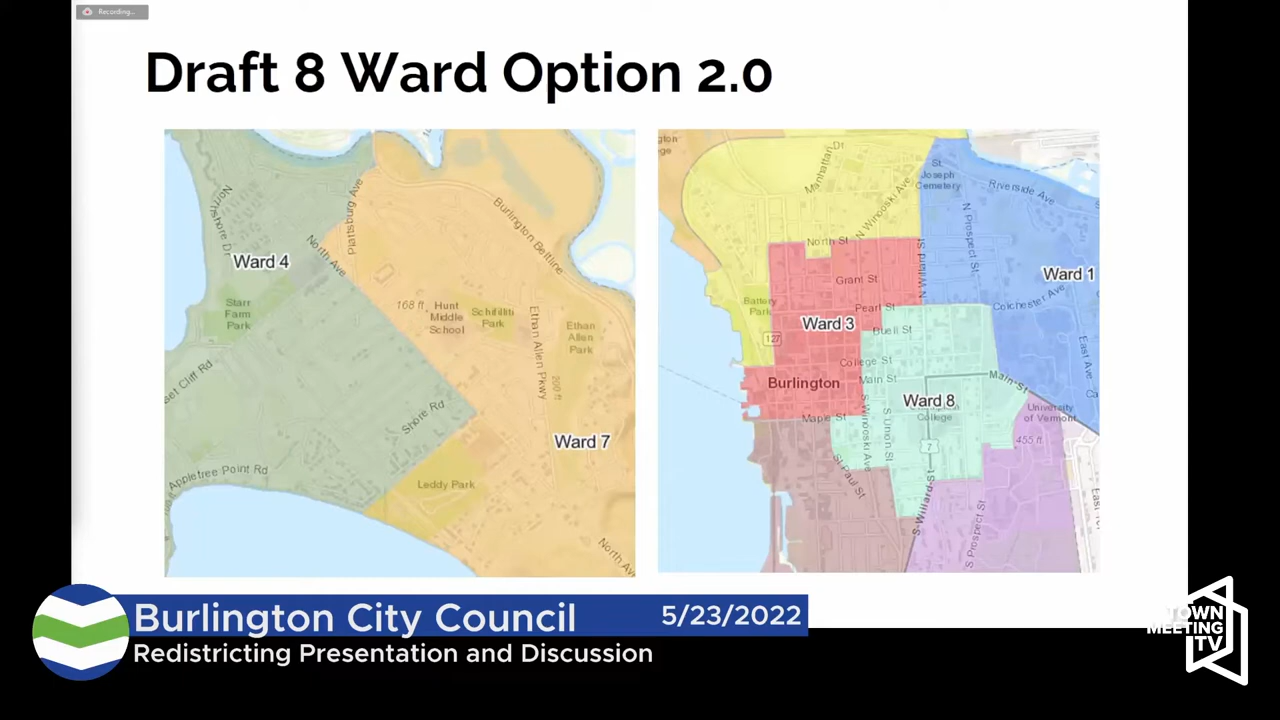 Recording...
Draft 8 Ward Option 2.0
Plattsburg Ave
North Ave
Burlington Beltline
Ward 4
Starr
Farm
Park
168 ft
Hunt
Middle
School
Schifilliti
Park
Ethan Allen Pkwy
Ethan
Allen
Park
200 ft
Shore Rd
Ward 7
Appletree Point Rd
Leddy Park
Manhattan Dr
St.
Joseph
Cemetery
Riverside Ave
N Winooski Ave
N Prospect St
North St
Ward 1
Grant St
Colchester Ave
Battery
Park
Pearl St
Ward 3
Buell St
127
College St
East Ave
Burlington
Main St
Main St
Ward 8
College
University
of Vermont
Maple St
S Winooski Ave
S Union St
455 ft
7
St Paul St
S Willard St
S Prospect St
Burlington City Council
5/23/2022
Redistricting Presentation and Discussion
TOWN
MEETING
TV